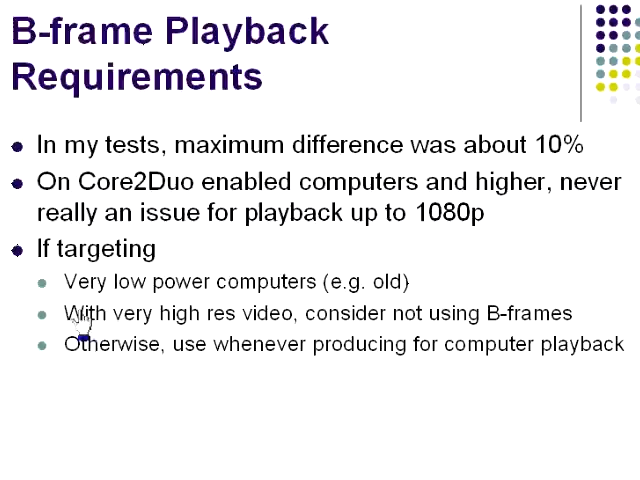 B-frame Playback
Requirements
In my tests, maximum difference was about 10%
On Core2Duo enabled computers and higher, never
really an issue for playback up to 1080p
If targeting
Very low power computers (e.g. old)
With very high res video, consider not using B-frames
Otherwise, use whenever producing for computer playback